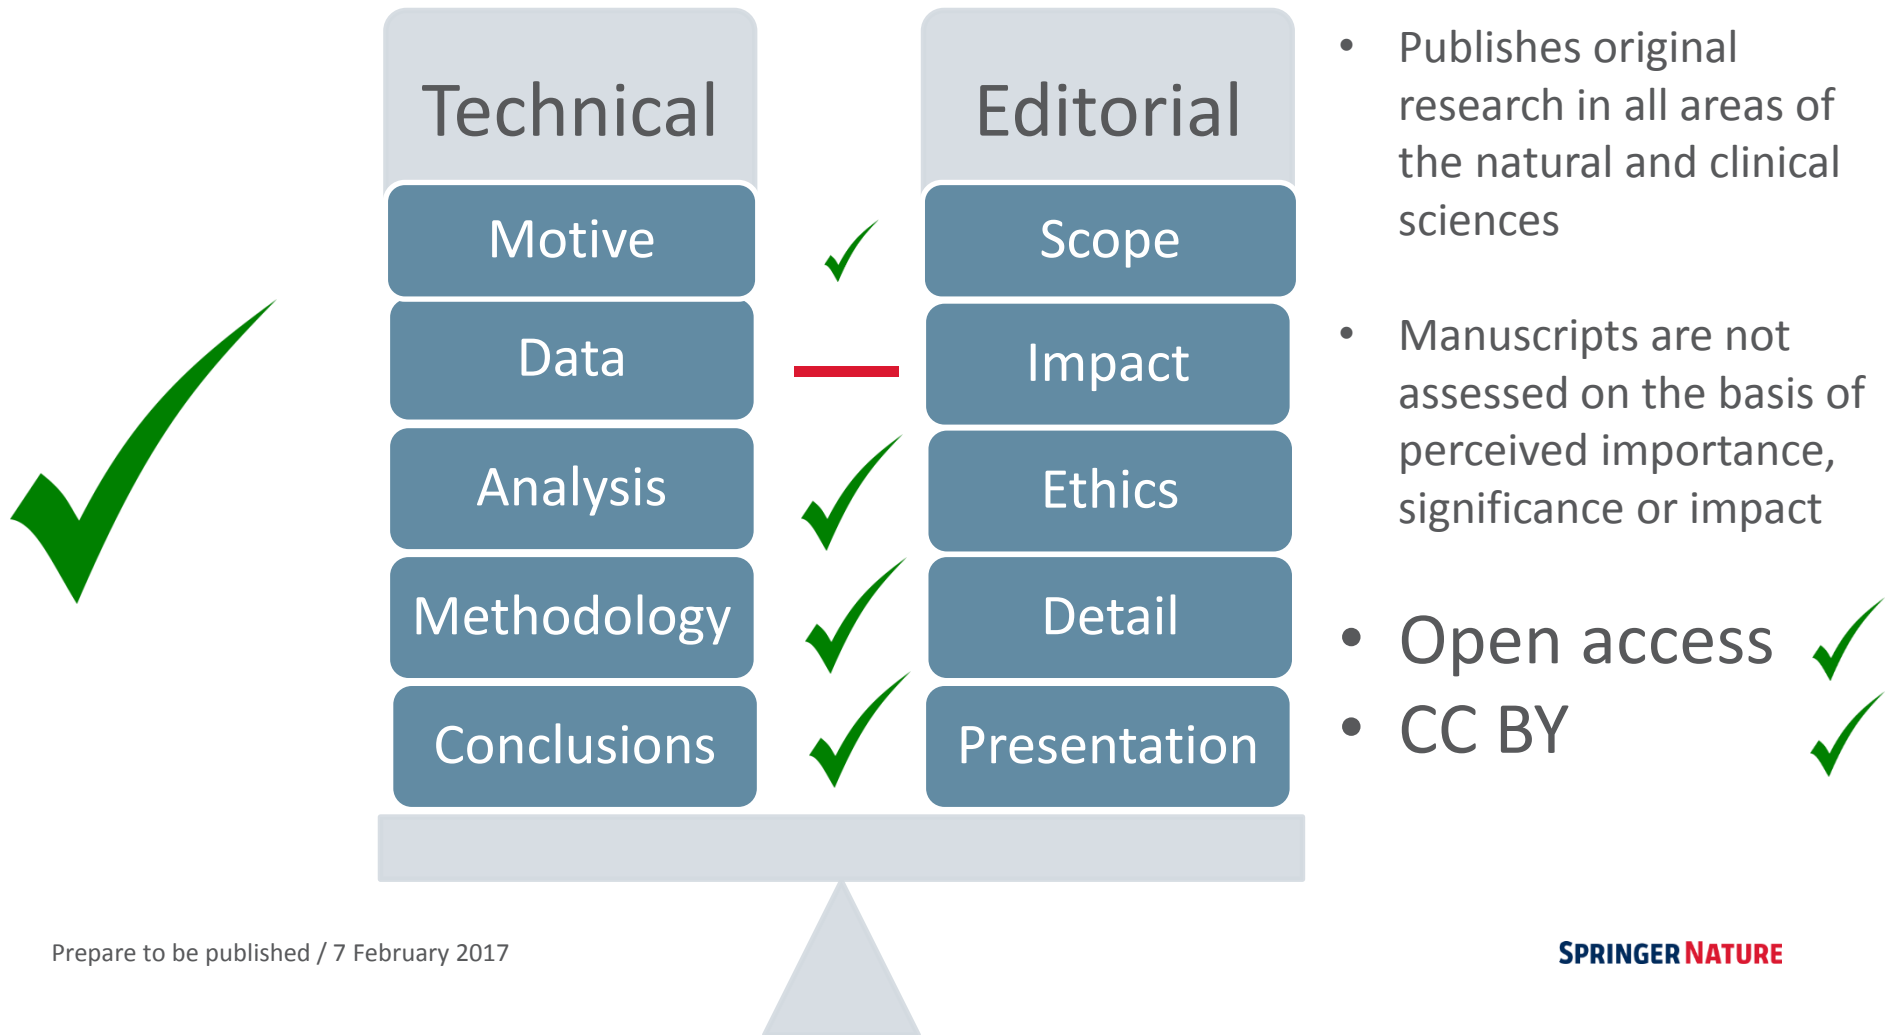 Technical
Motive
Data
Analysis
Methodology
Conclusions
Editorial
Scope
Impact
Ethics
Detail
Presentation
• Publishes original
research in all areas of
the natural and clinical
sciences
• Manuscripts are not
assessed on the basis of
perceived importance,
significance or impact
• Open access
• CC BY
Prepare to be published / 7 February 2017
SPRINGER NATURE